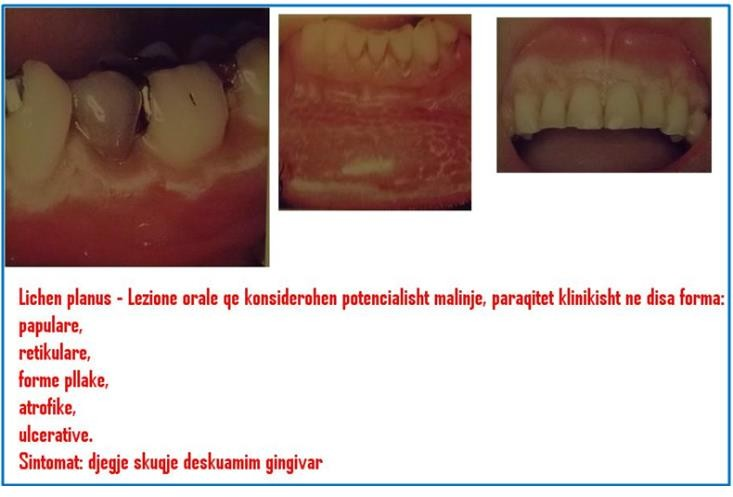 Lichen planus - Lezione orale qe konsiderohen potencialisht malinje, paraqitet klinikisht ne disa forma:
papulare,
retikulare,
forme pllake,
atrofike,
ulcerative.
Sintomat: djegje skuqje deskuamim gingivar